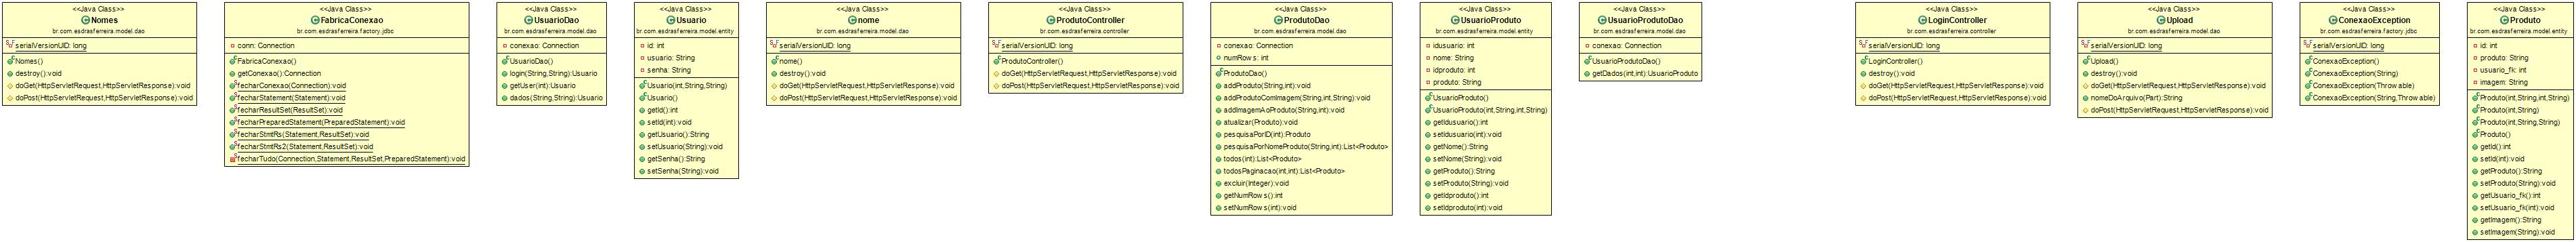 <<Java Class>>
Nomes
br.com.esdrasferreira.model.dao
serialVersionUID: long
Nomes()
destroy():void
doGet(HttpServletRequest,HttpServletResponse):void
doPost(HttpServletRequest,HttpServletResponse):void
<<Java Class>>
FabricaConexao
br.com.esdrasferreira.factory.jdbc
conn: Connection
FabricaConexao()
getConexao():Connection
fecharConexao(Connection):void
fecharStatement(Statement):void
fecharResultSet(ResultSet):void
fecharPreparedStatement(PreparedStatement):void
fecharStmtRs(Statement,ResultSet):void
fecharStmtRs2(Statement,ResultSet):void
fecharTudo(Connection,Statement,ResultSet,PreparedStatement):void
<<Java Class>>
UsuarioDao
br.com.esdrasferreira.model.dao
conexao: Connection
UsuarioDao()
login(String,String):Usuario
getUser(int):Usuario
dados(String,String):Usuario
<<Java Class>>
Usuario
br.com.esdrasferreira.model.entity
id: int
usuario: String
senha: String
Usuario(int,String,String)
Usuario()
getId():int
setId(int):void
getUsuario():String
setUsuario(String):void
getSenha():String
setSenha(String):void
<<Java Class>>
nome
br.com.esdrasferreira.model.dao
serialVersionUID: long
nome()
destroy():void
doGet(HttpServletRequest,HttpServletResponse):void
doPost(HttpServletRequest,HttpServletResponse):void
<<Java Class>>
ProdutoController
br.com.esdrasferreira.controller
serialVersionUID: long
ProdutoController()
doGet(HttpServletRequest,HttpServletResponse):void
doPost(HttpServletRequest,HttpServletResponse):void
<<Java Class>>
ProdutoDao
br.com.esdrasferreira.model.dao
conexao: Connection
numRows: int
ProdutoDao()
addProduto(String,int):void
addProdutoComImagem(String,int,String):void
addImagemAoProduto(String,int):void
atualizar(Produto):void
pesquisaPorID(int):Produto
pesquisaPorNomeProduto(String,int):List<Produto>
todos(int):List<Produto>
todosPaginacao(int,int):List<Produto>
excluir(Integer):void
getNumRows():int
setNumRows(int):void
<<Java Class>>
UsuarioProduto
br.com.esdrasferreira.model.entity
idusuario: int
nome: String
idproduto: int
produto: String
UsuarioProduto()
UsuarioProduto(int,String,int,String)
getIdusuario():int
setIdusuario(int):void
getNome():String
setNome(String):void
getProduto():String
setProduto(String):void
getIdproduto():int
setIdproduto(int):void
<<Java Class>>
UsuarioProdutoDao
br.com.esdrasferreira.model.dao
conexao: Connection
UsuarioProdutoDao()
getDados(int,int):UsuarioProduto
<<Java Class>>
LoginController
br.com.esdrasferreira.controller
serialVersionUID: long
LoginController()
destroy():void
doGet(HttpServletRequest,HttpServletResponse):void
doPost(HttpServletRequest,HttpServletResponse):void
<<Java Class>>
Upload
br.com.esdrasferreira.model.dao
serialVersionUID: long
Upload()
destroy():void
doGet(HttpServletRequest,HttpServletResponse):void
nomeDoArquivo(Part):String
doPost(HttpServletRequest,HttpServletResponse):void
<<Java Class>>
ConexaoException
br.com.esdrasferreira.factory.jdbc
serialVersionUID: long
ConexaoException()
ConexaoException(String)
ConexaoException(Throwable)
ConexaoException(String,Throwable)
<<Java Class>>
Produto
br.com.esdrasferreira.model.entity
id: int
produto: String
usuario_fk: int
imagem: String
Produto(int,String,int,String)
Produto(int,String)
Produto(int,String,String)
Produto()
getId():int
setId(int):void
getProduto():String
setProduto(String):void
getUsuario_fk():int
setUsuario_fk(int):void
getImagem():String
setImagem(String):void